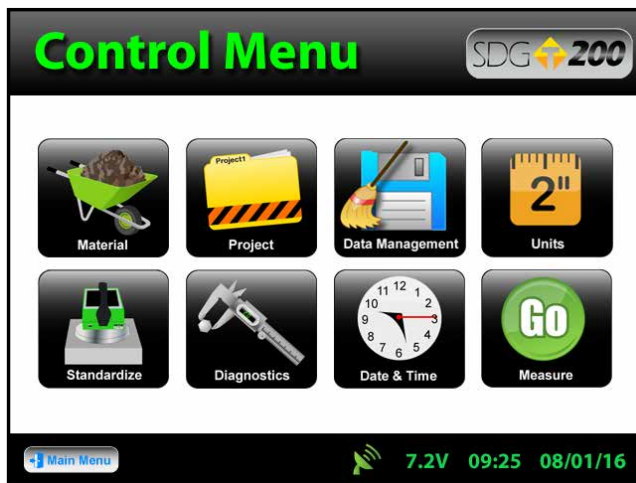 Control Menu
SDG 200
Project1
2"
Material
Project
Data Management
Units
11 12 1
10 2
9 3
8 4
7 6 5
Go
Standardize
Diagnostics
Date & Time
Measure
Main Menu
7.2V 09:25 08/01/16